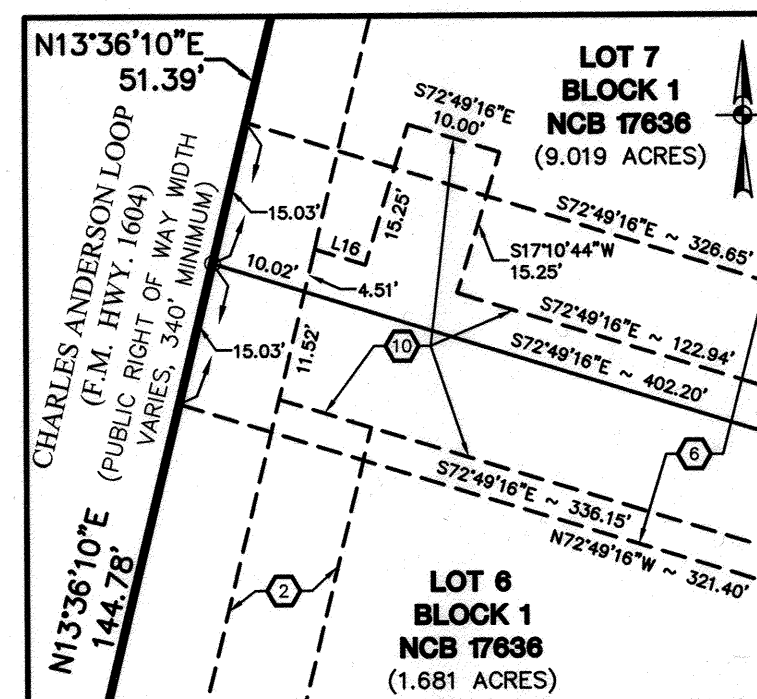 N13°36'10"E
51.39'
LOT 7
BLOCK 1
NCB 17636
(9.019 ACRES)
S72°49'16"E
10.00'
CHARLES ANDERSON LOOP
(F.M. HWY. 1604)
(PUBLIC RIGHT OF WAY WIDTH
VARIES, 340' MINIMUM)
15.03'
15.25'
L16
S72°49'16"E ~ 326.65'
S17°10'44"W
15.25'
10.02'
4.51'
S72°49'16"E ~ 122.94'
S72°49'16"E ~ 402.20'
11.52'
15.03'
10
6
S72°49'16"E ~ 336.15'
N72°49'16"W ~ 321.40'
N13°36'10"E
144.78'
2
LOT 6
BLOCK 1
NCB 17636
(1.681 ACRES)